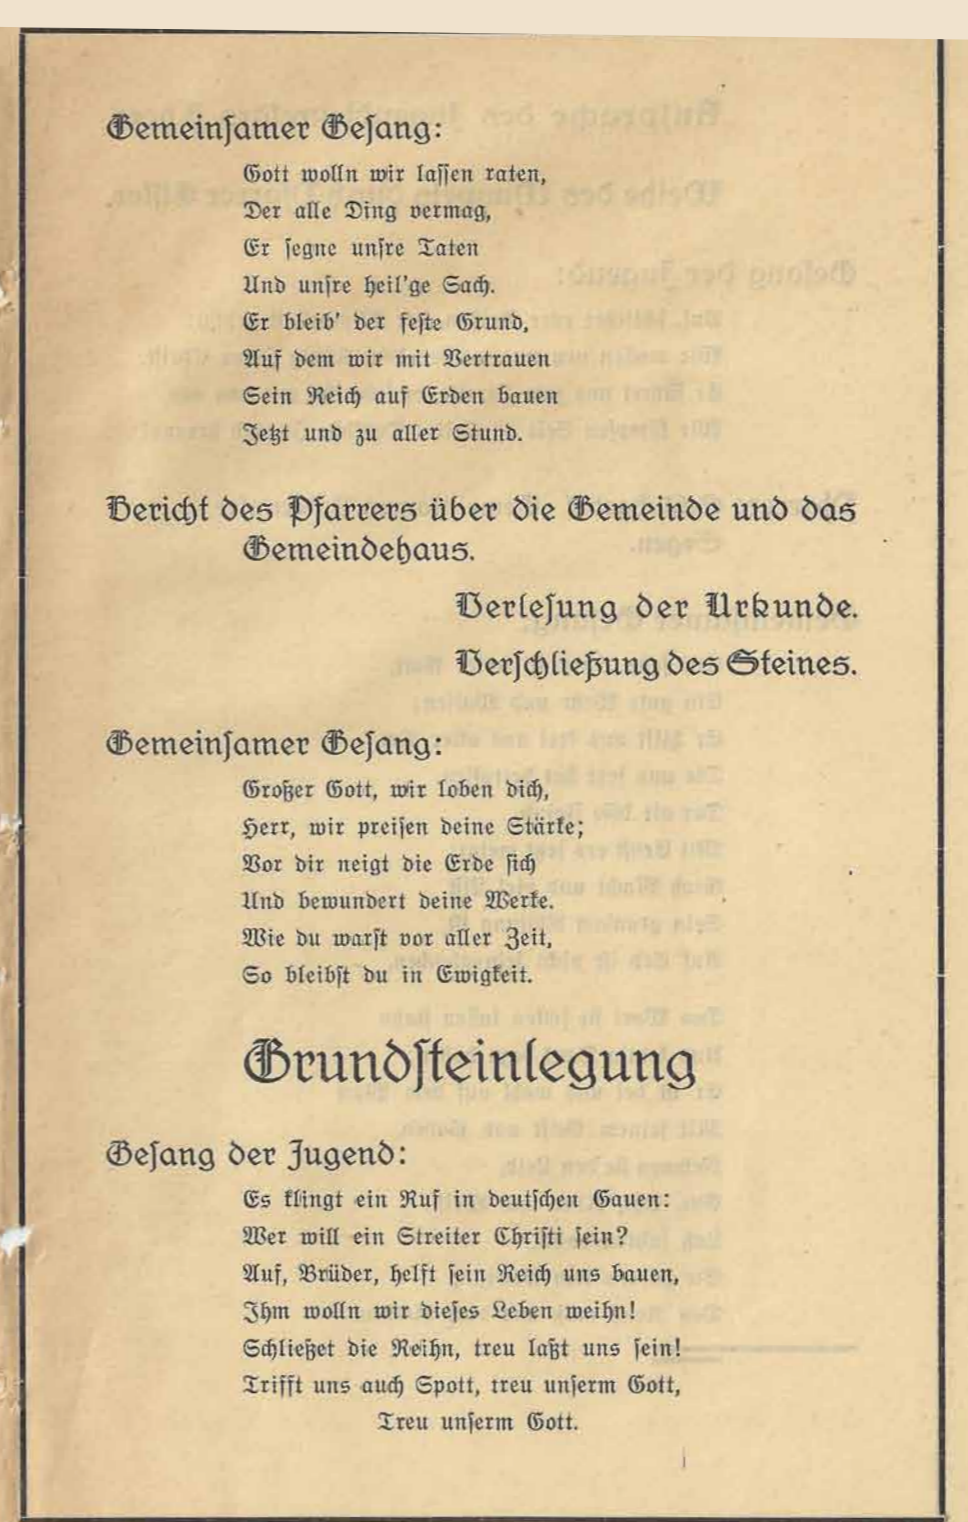 Gemeinsamer Gesang:
Gott wolln wir lassen raten,
Der alle Ding vermag,
Er segne unsre Taten
Und unsre heil'ge Sach.
Er bleib' der feste Grund,
Auf dem wir mit Vertrauen
Sein Reich auf Erden bauen
Jetzt und zu aller Stund.
Bericht des Pfarrers über die Gemeinde und das
Gemeindehaus.
Verlesung der Urkunde.
Verschließung des Steines.
Gemeinsamer Gesang:
Großer Gott, wir loben dich,
Herr, wir preisen deine Stärke;
Vor dir neigt die Erde sich
Und bewundert deine Werke.
Wie du warst vor aller Zeit,
So bleibst du in Ewigkeit.
Grundsteinlegung
Gesang der Jugend:
Es klingt ein Ruf in deutschen Gauen:
Wer will ein Streiter Christi sein?
Auf, Brüder, helft sein Reich uns bauen,
Ihm wolln wir dieses Leben weihn!
Schließet die Reihn, treu laßt uns sein!
Trifft uns auch Spott, treu unserm Gott,
Treu unserm Gott.